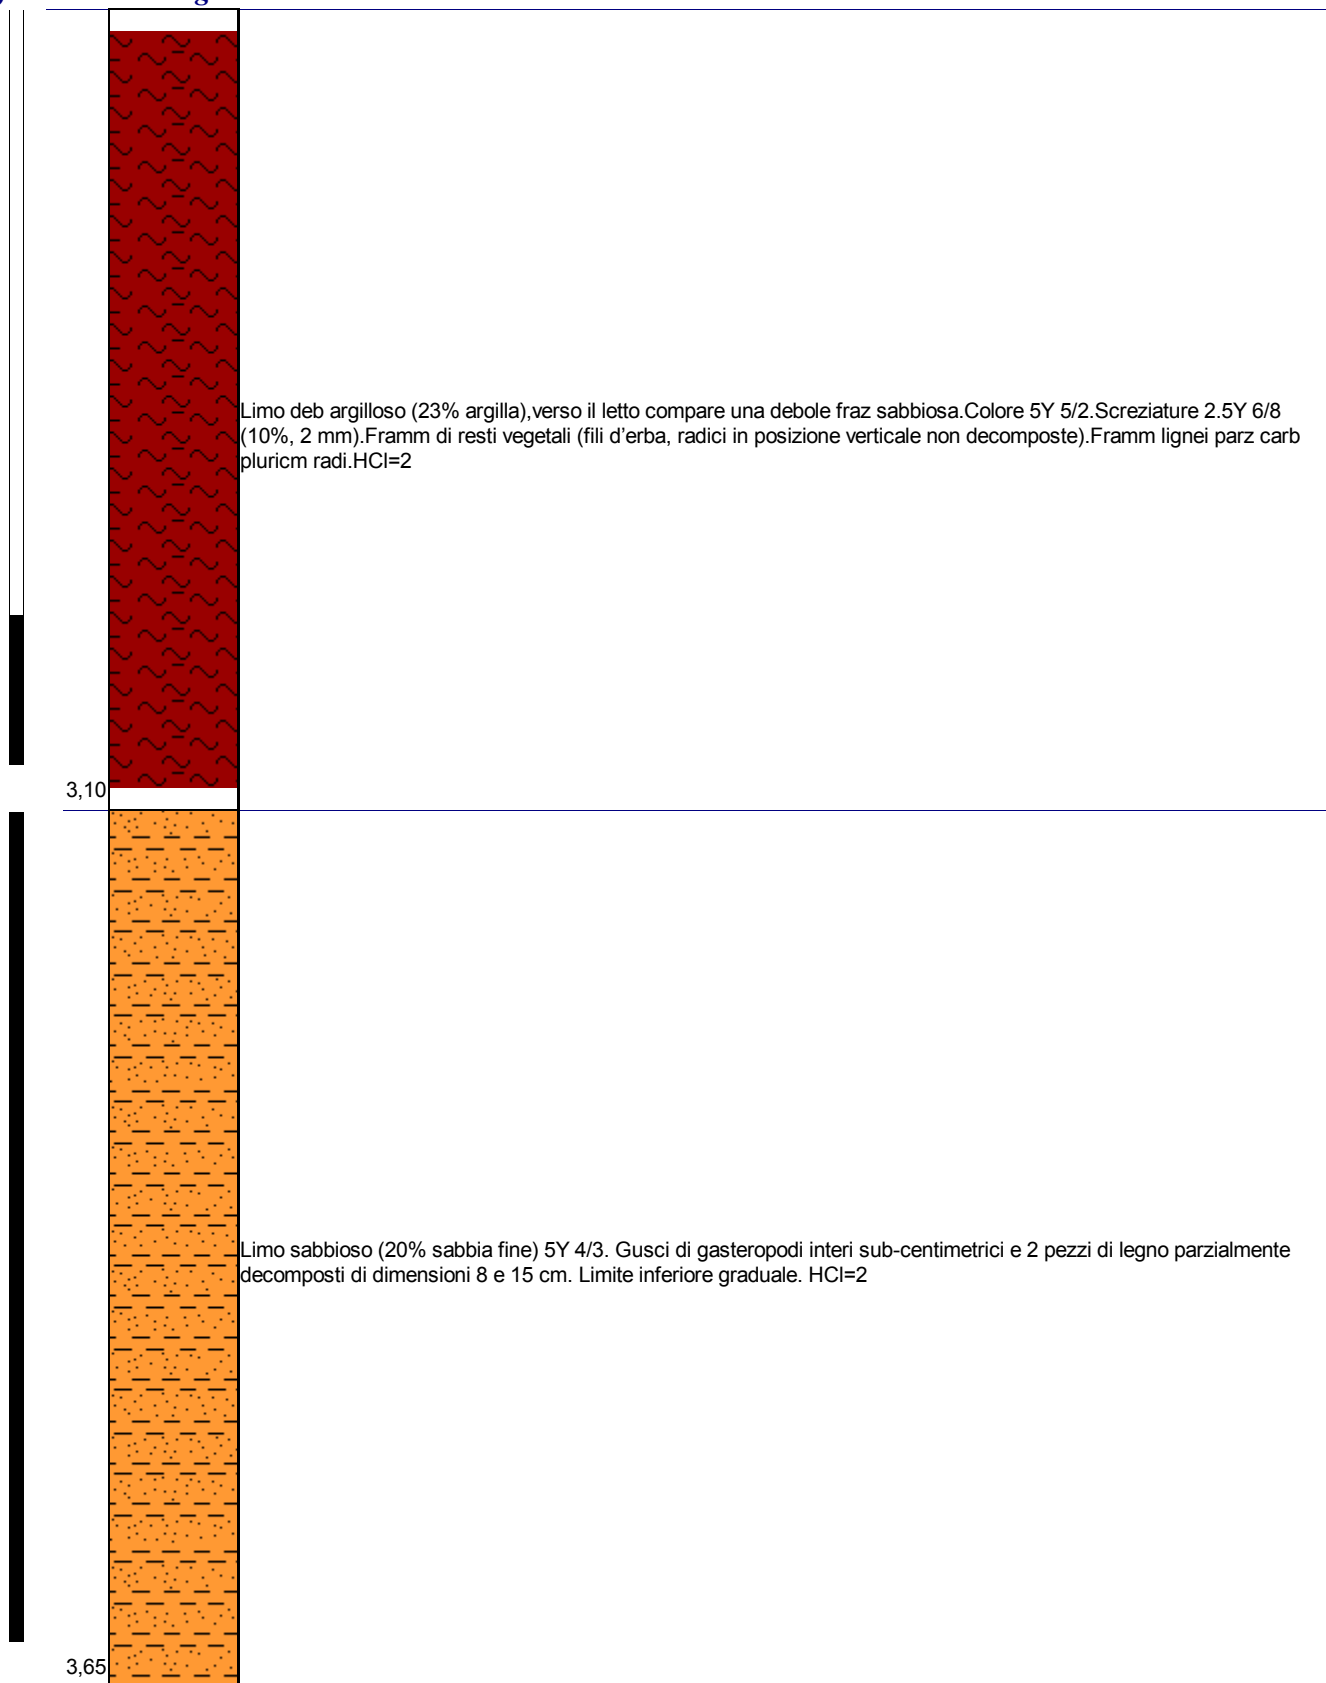 Limo deb argilloso (23% argilla),verso il letto compare una debole fraz sabbiosa.Colore 5Y 5/2.Screziature 2.5Y 6/8
(10%, 2 mm).Framm di resti vegetali (fili d'erba, radici in posizione verticale non decomposte).Framm lignei parz carb
pluricm radi.HCl=2
3,10
Limo sabbioso (20% sabbia fine) 5Y 4/3. Gusci di gasteropodi interi sub-centimetrici e 2 pezzi di legno parzialmente
decomposti di dimensioni 8 e 15 cm. Limite inferiore graduale. HCl=2
3,65